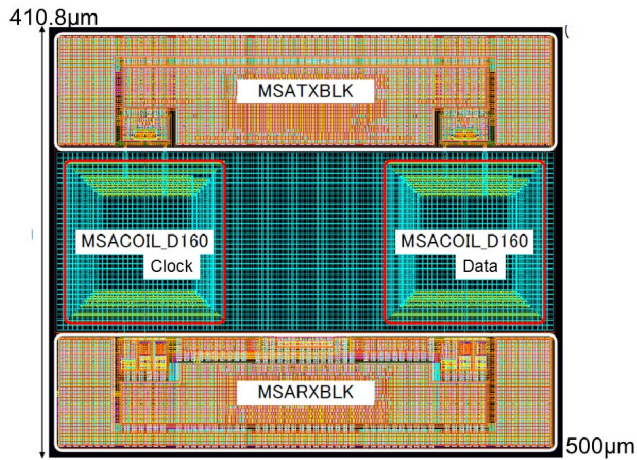 410.8µm
MSATXBLK
MSACOIL_D160
Clock
MSACOIL_D160
Data
MSARXBLK
500µm